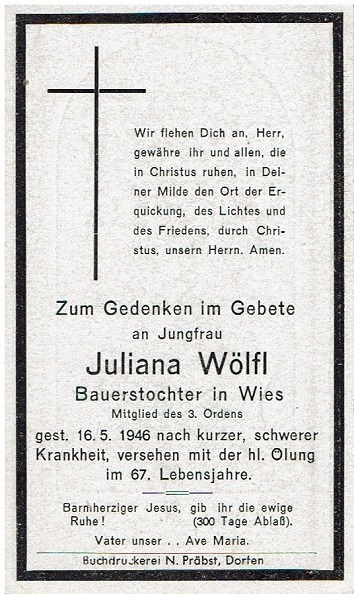 Wir flehen Dich an, Herr,
gewähre ihr und allen, die
in Christus ruhen, in Dei-
ner Milde den Ort der Er-
quickung, des Lichtes und
des Friedens, durch Chri-
stus, unsern Herrn. Amen.
Zum Gedenken im Gebete
an Jungfrau
Juliana Wölfl
Bauerstochter in Wies
Mitglied des 3. Ordens
gest. 16. 5. 1946 nach kurzer, schwerer
Krankheit, versehen mit der hl. Ölung
im 67. Lebensjahre.
Barmherziger Jesus, gib ihr die ewige
Ruhe! (300 Tage Ablaß).
Vater unser . . Ave Maria.
Buchdruckerei N. Präbst, Dorfen